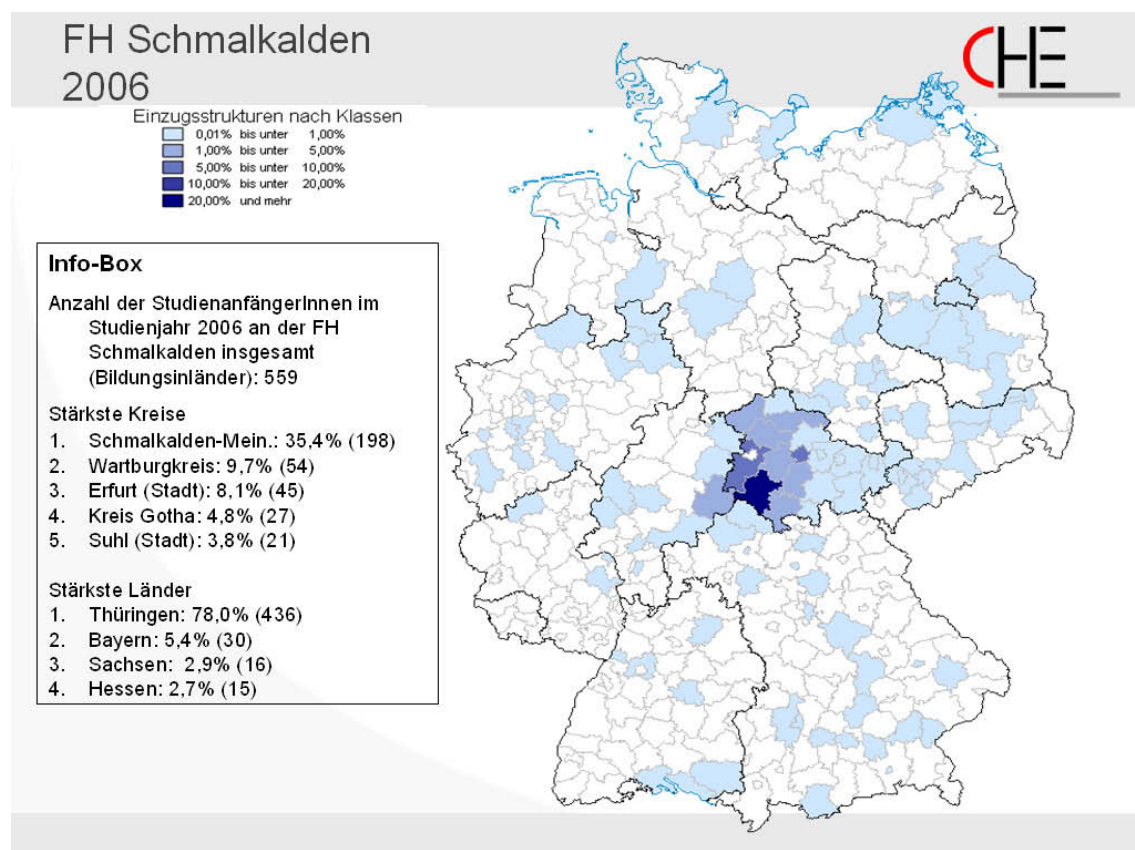 FH Schmalkalden
2006
CHE
Einzugsstrukturen nach Klassen
0,01% bis unter 1,00%
1,00% bis unter 5,00%
5,00% bis unter 10,00%
10,00% bis unter 20,00%
20,00% und mehr
Info-Box
Anzahl der StudienanfängerInnen im
Studienjahr 2006 an der FH
Schmalkalden insgesamt
(Bildungsinländer): 559
Stärkste Kreise
1. Schmalkalden-Mein.: 35,4% (198)
2. Wartburgkreis: 9,7% (54)
3. Erfurt (Stadt): 8,1% (45)
4. Kreis Gotha: 4,8% (27)
5. Suhl (Stadt): 3,8% (21)
Stärkste Länder
1. Thüringen: 78,0% (436)
2. Bayern: 5,4% (30)
3. Sachsen: 2,9% (16)
4. Hessen: 2,7% (15)